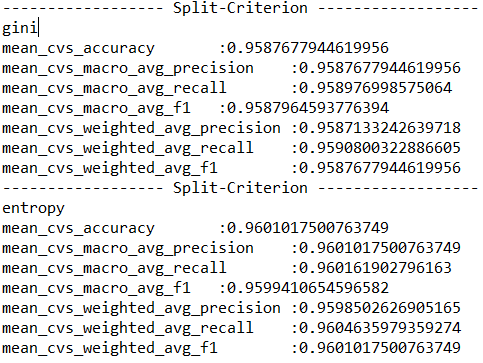 ----------------- Split-Criterion -----------------
gini
mean_cvs_accuracy :0.9587677944619956
mean_cvs_macro_avg_precision :0.9587677944619956
mean_cvs_macro_avg_recall :0.958976998575064
mean_cvs_macro_avg_f1 :0.9587964593776394
mean_cvs_weighted_avg_precision :0.9587133242639718
mean_cvs_weighted_avg_recall :0.9590800322886605
mean_cvs_weighted_avg_f1 :0.9587677944619956
----------------- Split-Criterion -----------------
entropy
mean_cvs_accuracy :0.9601017500763749
mean_cvs_macro_avg_precision :0.9601017500763749
mean_cvs_macro_avg_recall :0.960161902796163
mean_cvs_macro_avg_f1 :0.9599410654596582
mean_cvs_weighted_avg_precision :0.9598502626905165
mean_cvs_weighted_avg_recall :0.9604635979359274
mean_cvs_weighted_avg_f1 :0.9601017500763749